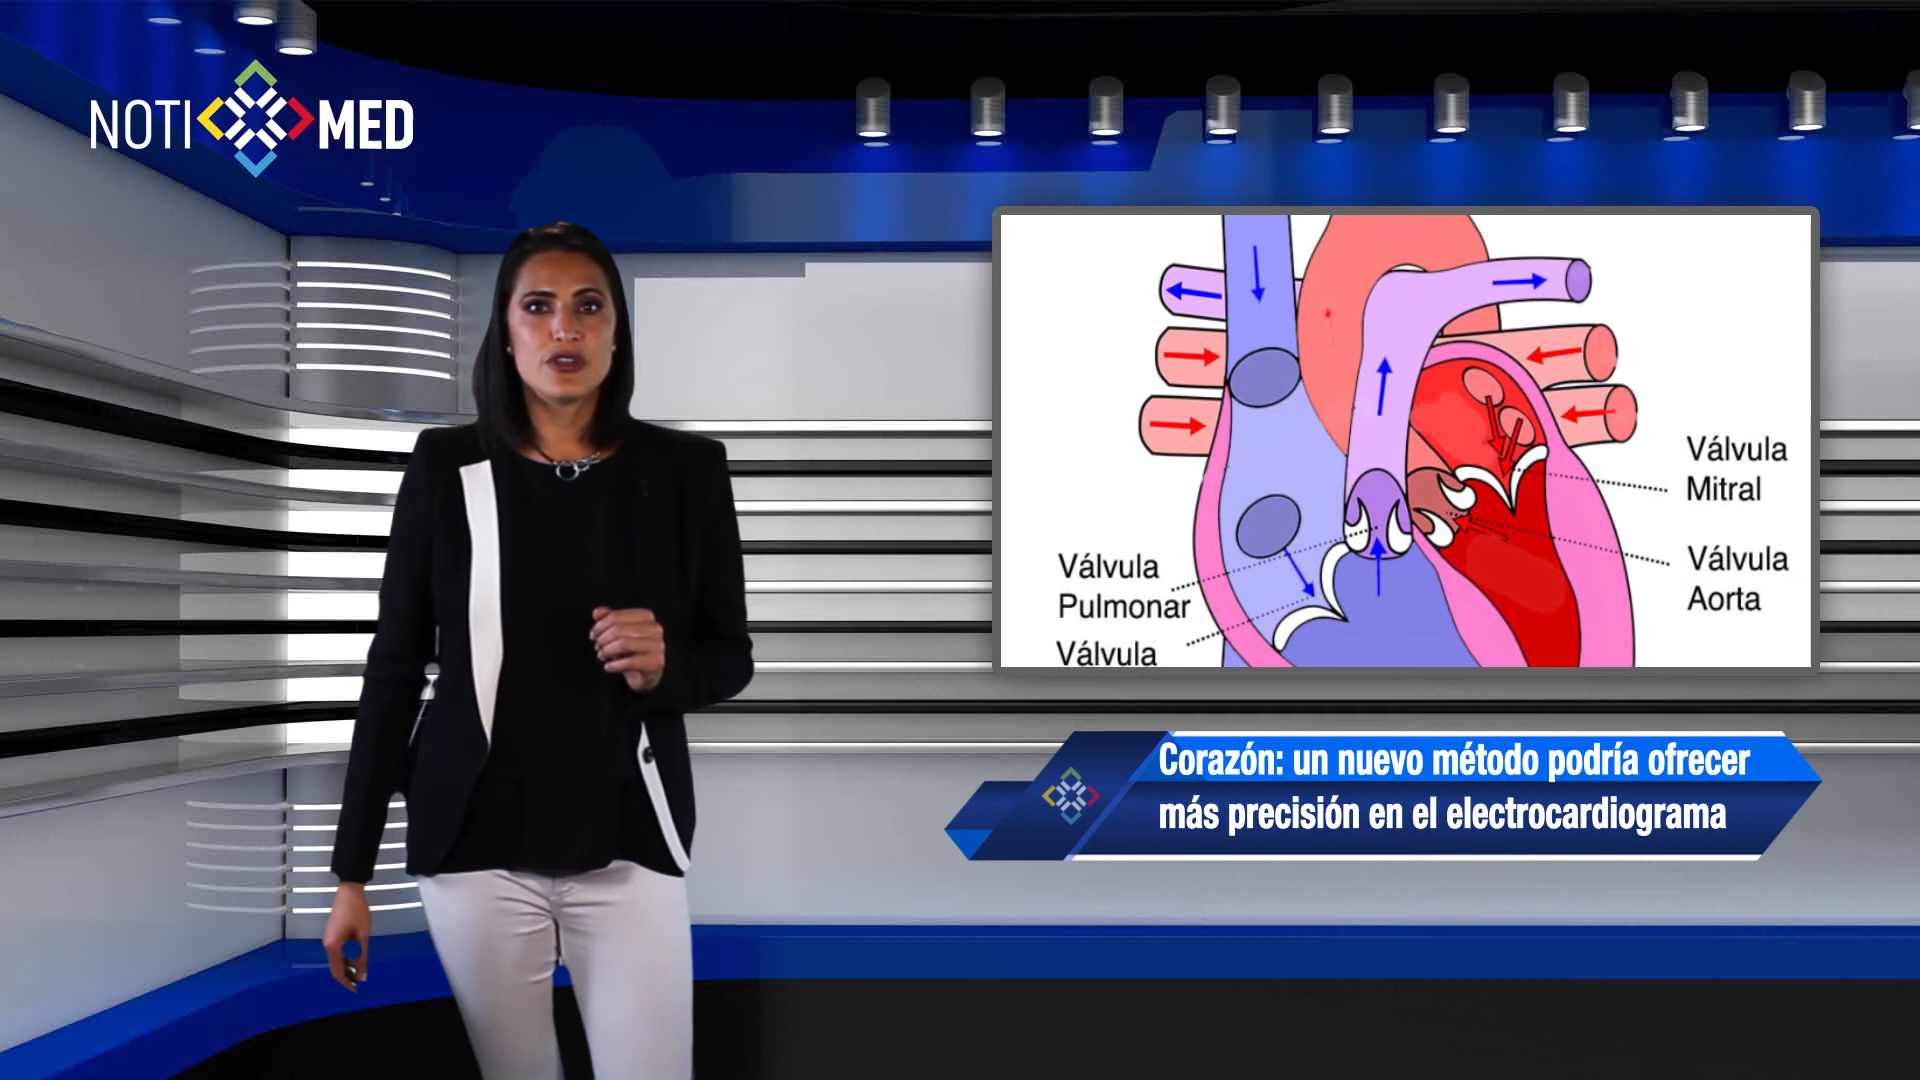 NOTI MED
Válvula
Mitral
Válvula
Aorta
Válvula
Pulmonar
Válvula
Corazón: un nuevo método podría ofrecer
más precisión en el electrocardiograma